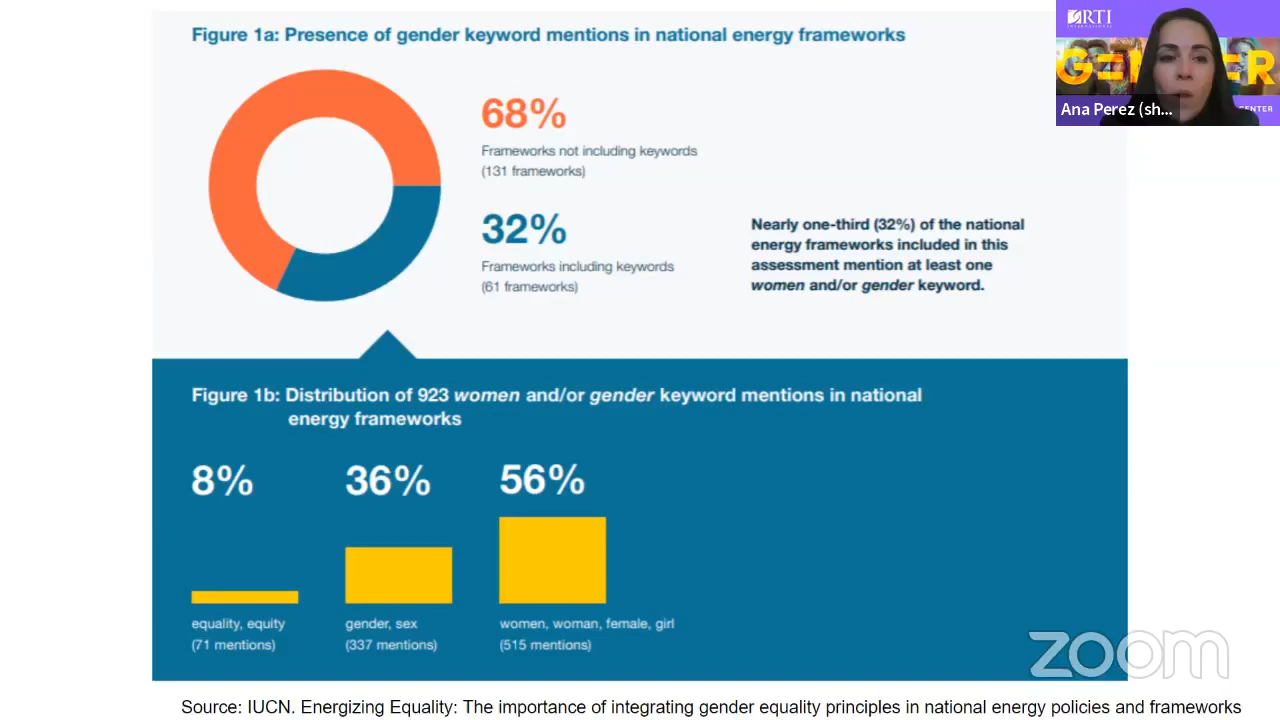 Figure 1a: Presence of gender keyword mentions in national energy frameworks
68%
Frameworks not including keywords
(131 frameworks)
32%
Frameworks including keywords
(61 frameworks)
Nearly one-third (32%) of the national
energy frameworks included in this
assessment mention at least one
women and/or gender keyword.
RTI
INTERNATIONAL
CENTER
Ana Perez (sh...
Figure 1b: Distribution of 923 women and/or gender keyword mentions in national
energy frameworks
8%
36%
56%
equality, equity
(71 mentions)
gender, sex
(337 mentions)
women, woman, female, girl
(515 mentions)
zoom
Source: IUCN. Energizing Equality: The importance of integrating gender equality principles in national energy policies and frameworks